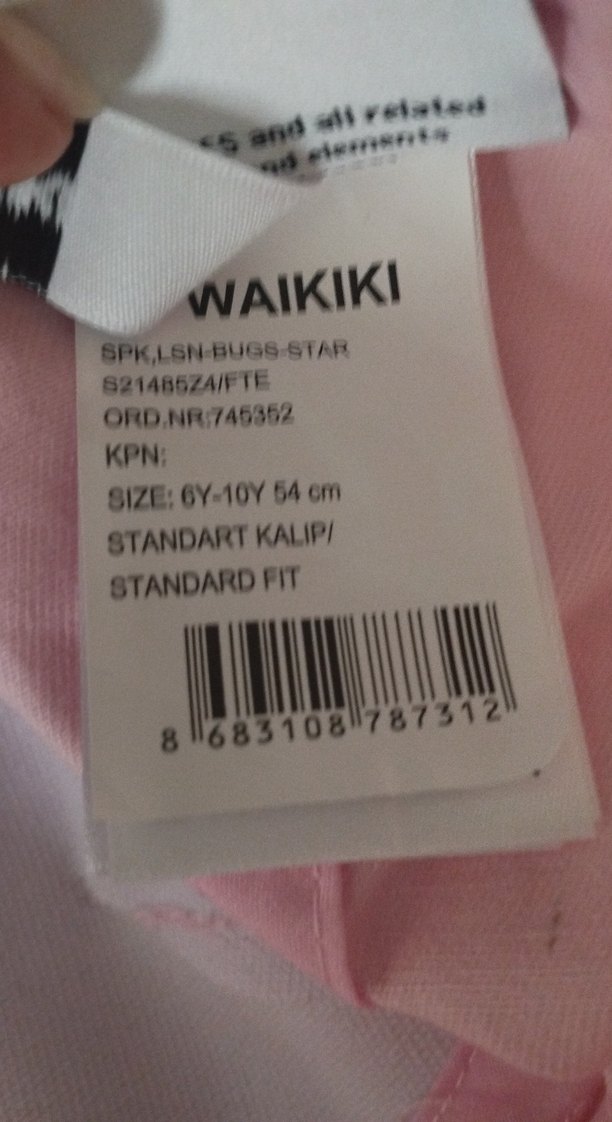 and all related
elements
WAIKIKI
SPK,LSN-BUGS-STAR
S21485Z4/FTE
ORD.NR:745352
KPN:
SIZE: 6Y-10Y 54 cm
STANDART KALIP/
STANDARD FIT
8 683108 787312